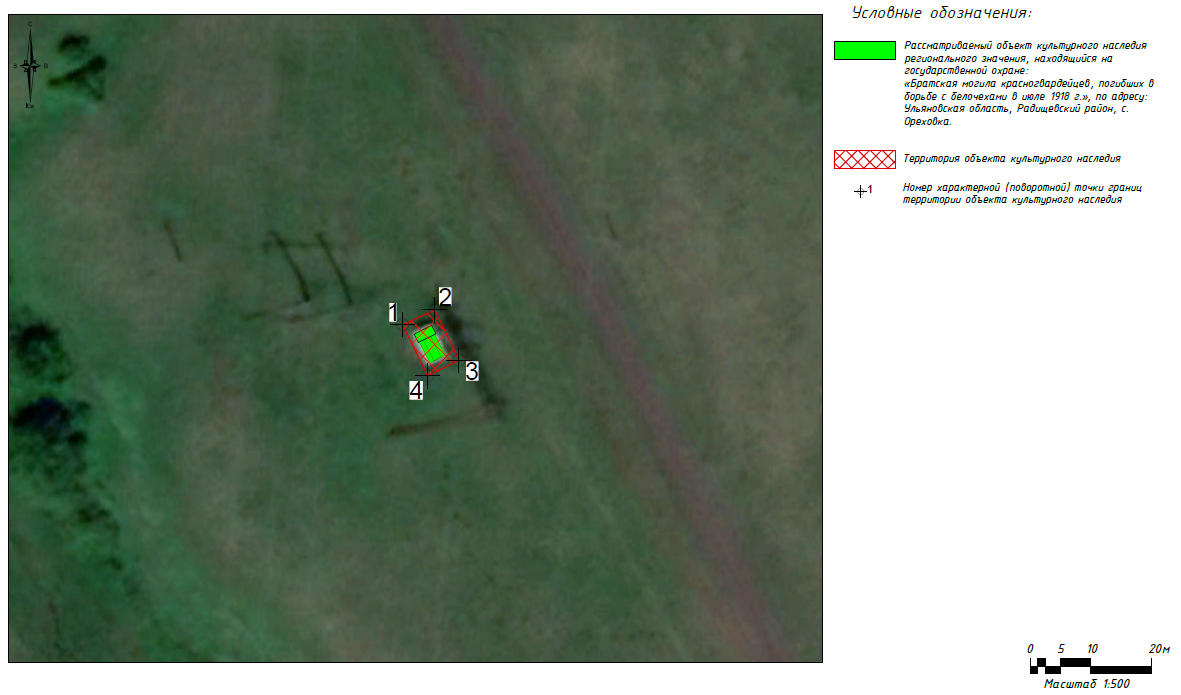 Условные обозначения:
Рассматриваемый объект культурного наследия
регионального значения, находящийся на
государственной охране:
«Братская могила красногвардейцев, погибших в
борьбе с белочехами в июле 1918 г.», по адресу:
Ульяновская область, Радищевский район, с.
Ореховка.
Территория объекта культурного наследия
1
Номер характерной (поворотной) точки границ
территории объекта культурного наследия
1
2
3
4
0 5 10 20м
Масштаб 1:500